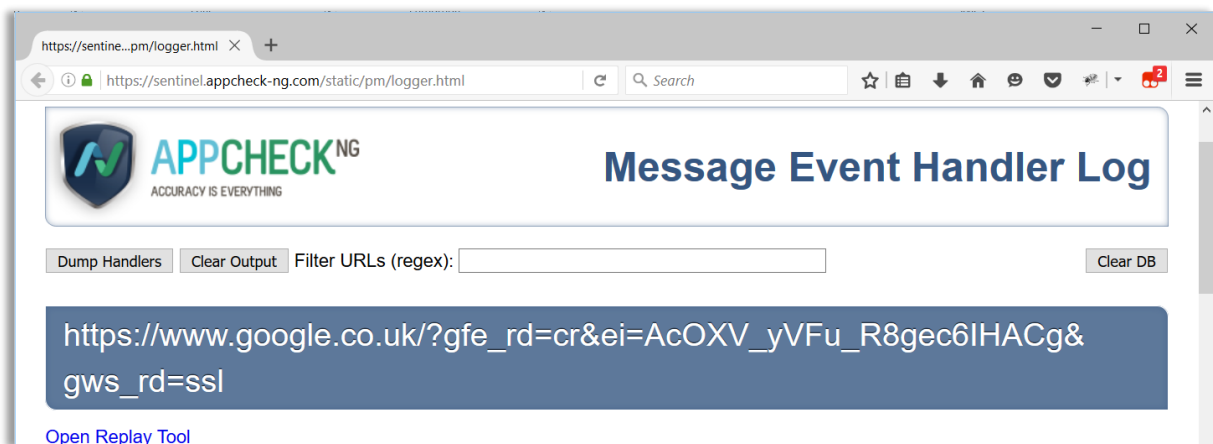 https://sentine...pm/logger.html
https://sentinel.appcheck-ng.com/static/pm/logger.html
Search
2
APPCHECK NG
ACCURACY IS EVERYTHING
Message Event Handler Log
Dump Handlers Clear Output Filter URLs (regex): Clear DB
https://www.google.co.uk/?gfe_rd=cr&ei=AcOXV_yVFu_R8gec6IHACg&
gws_rd=ssl
Open Replay Tool